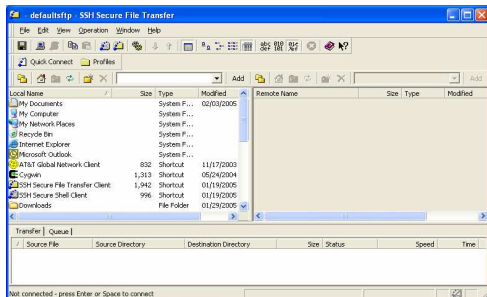 - defaultsftp - SSH Secure File Transfer
File Edit View Operation Window Help
Quick Connect Profiles
Add Add
Local Name / Size Type Modified Remote Name Size Type Modified
My Documents System F... 02/03/2005
My Computer System F...
My Network Places System F...
Recycle Bin System F...
Internet Explorer System F...
Microsoft Outlook System F...
AT&T Global Network Client 832 Shortcut 11/17/2003
Cygwin 1,313 Shortcut 05/24/2004
SSH Secure File Transfer Client 1,942 Shortcut 01/19/2005
SSH Secure Shell Client 996 Shortcut 01/19/2005
Downloads File Folder 01/29/2005
Transfer Queue
/ Source File Source Directory Destination Directory Size Status Speed Time
Not connected - press Enter or Space to connect